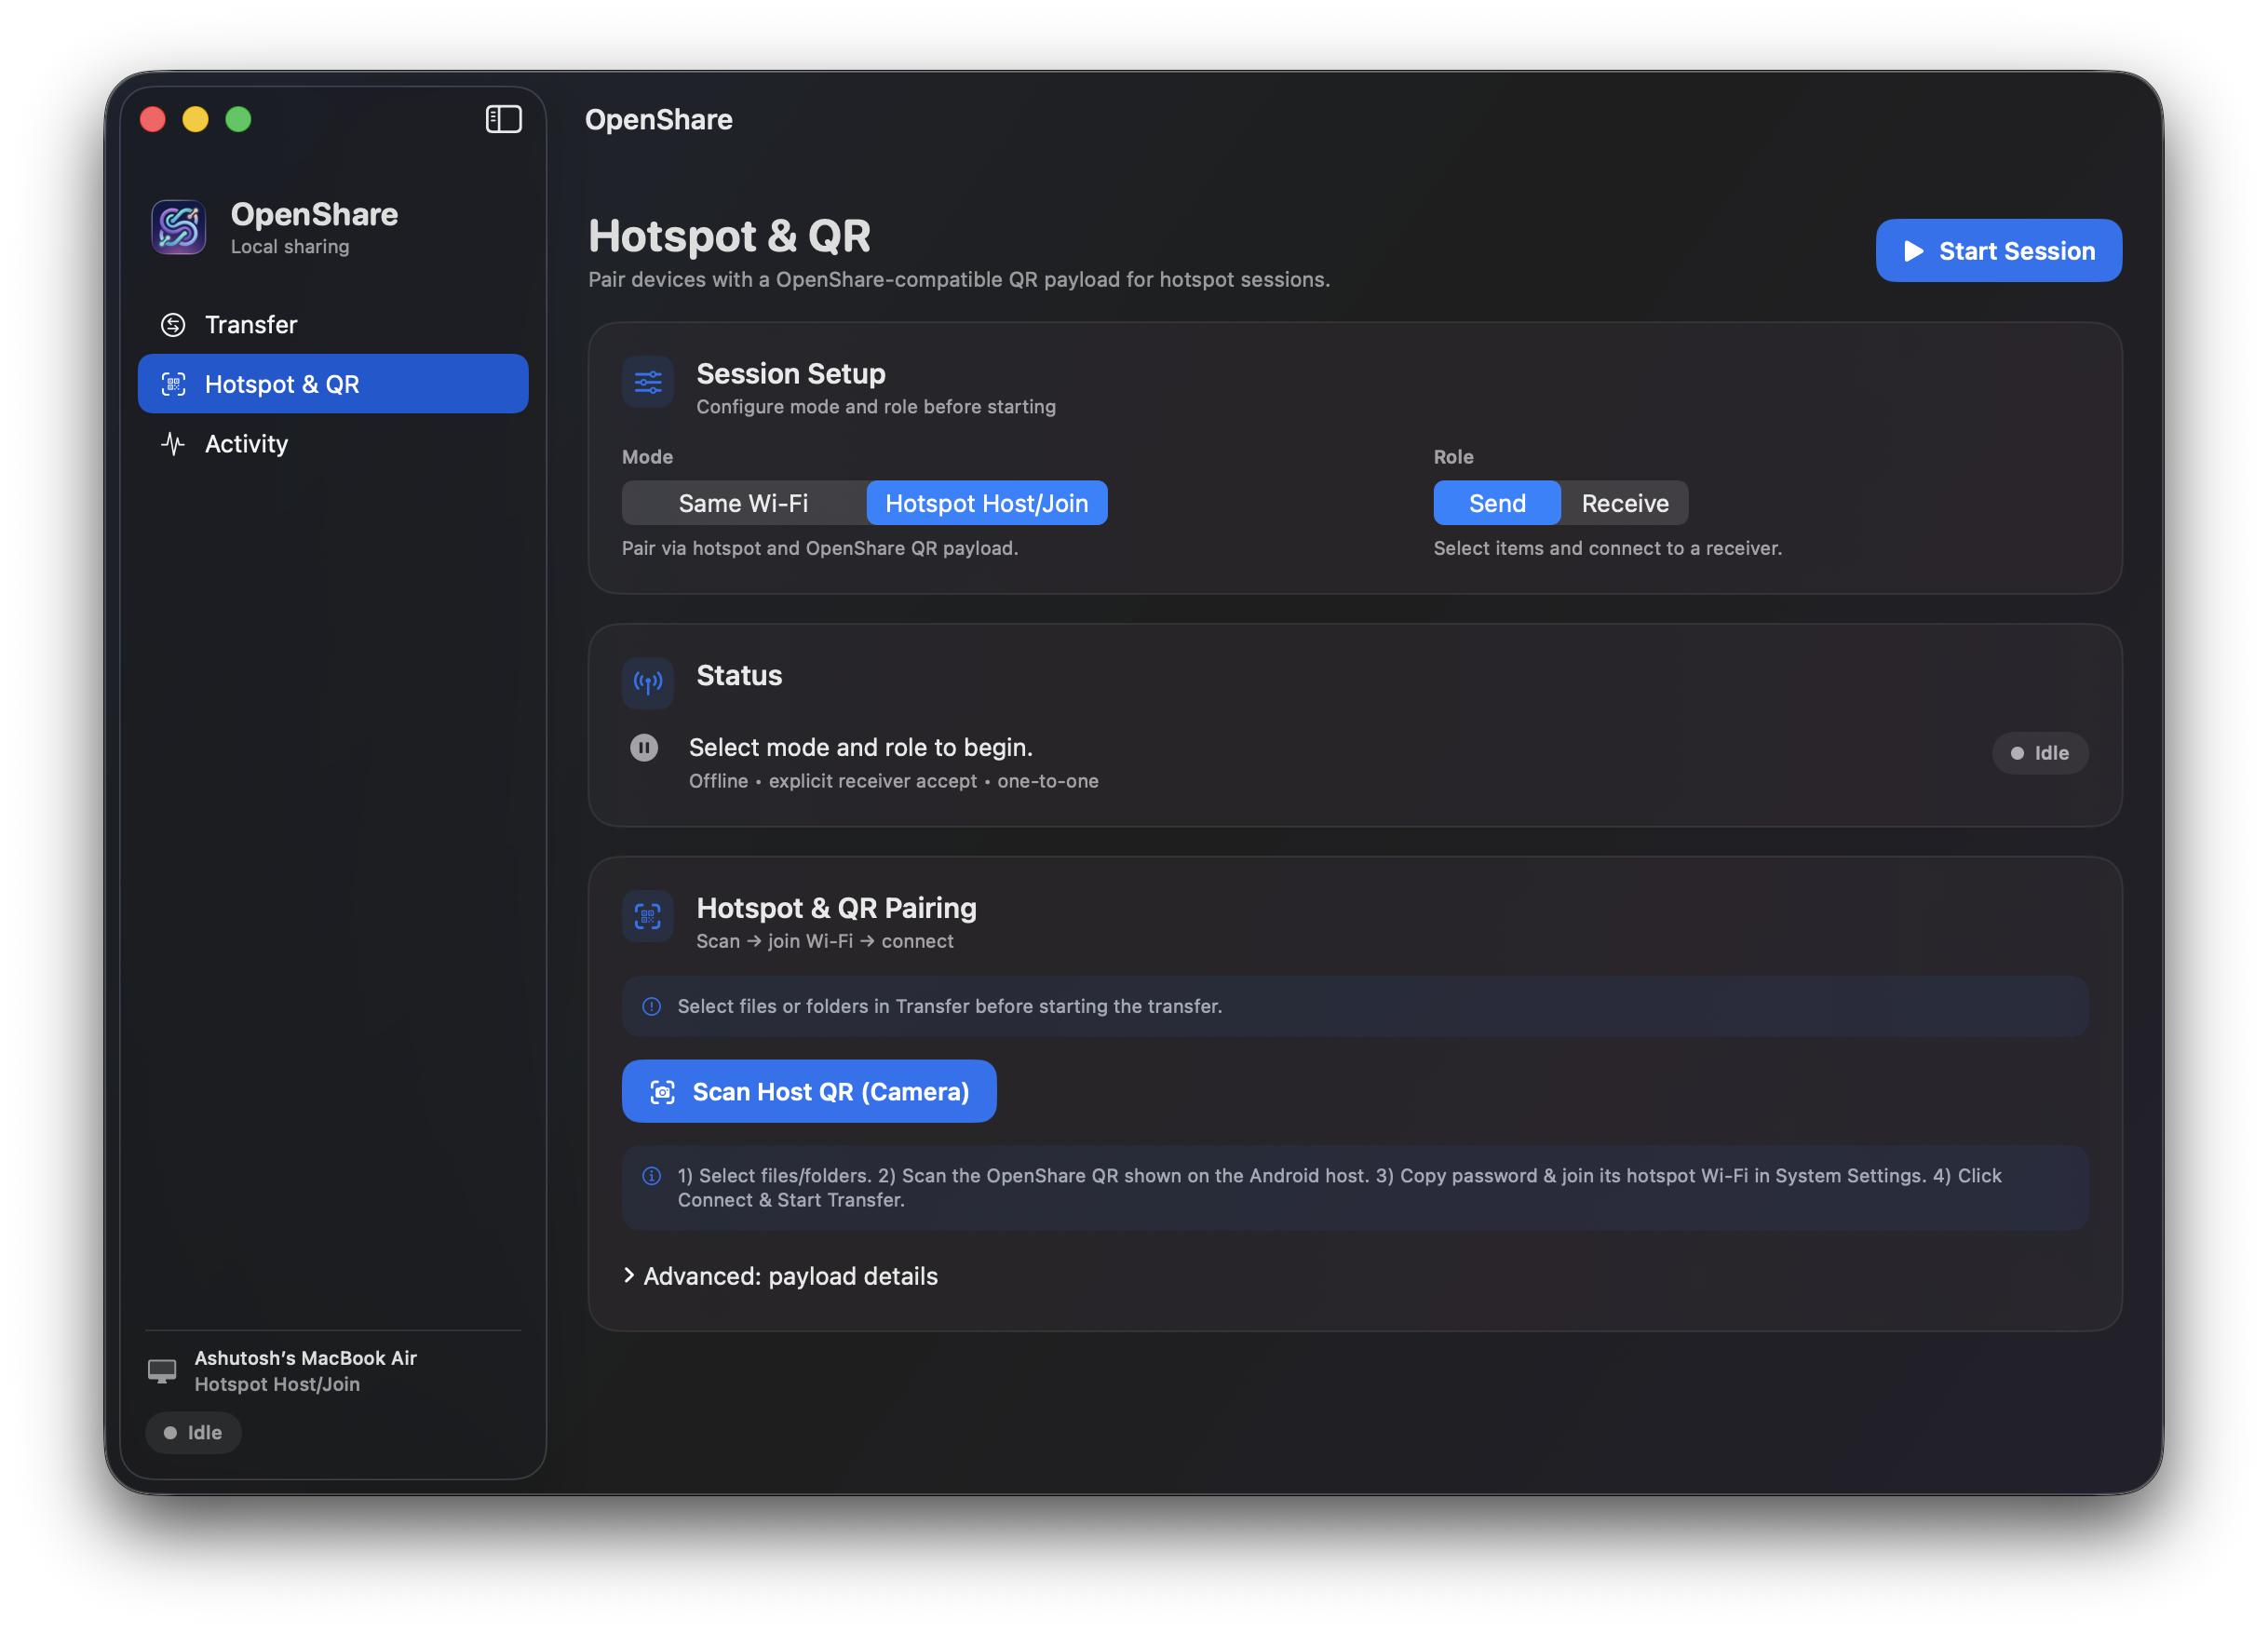 OpenShare
OpenShare
Local sharing
Transfer
Hotspot & QR
Activity
Ashutosh’s MacBook Air
Hotspot Host/Join
Idle
Hotspot & QR
Pair devices with a OpenShare-compatible QR payload for hotspot sessions.
Start Session
Session Setup
Configure mode and role before starting
Mode
Same Wi-Fi
Hotspot Host/Join
Pair via hotspot and OpenShare QR payload.
Role
Send
Receive
Select items and connect to a receiver.
Status
Select mode and role to begin.
Offline • explicit receiver accept • one-to-one
Idle
Hotspot & QR Pairing
Scan → join Wi-Fi → connect
Select files or folders in Transfer before starting the transfer.
Scan Host QR (Camera)
1) Select files/folders. 2) Scan the OpenShare QR shown on the Android host. 3) Copy password & join its hotspot Wi-Fi in System Settings. 4) Click
Connect & Start Transfer.
Advanced: payload details